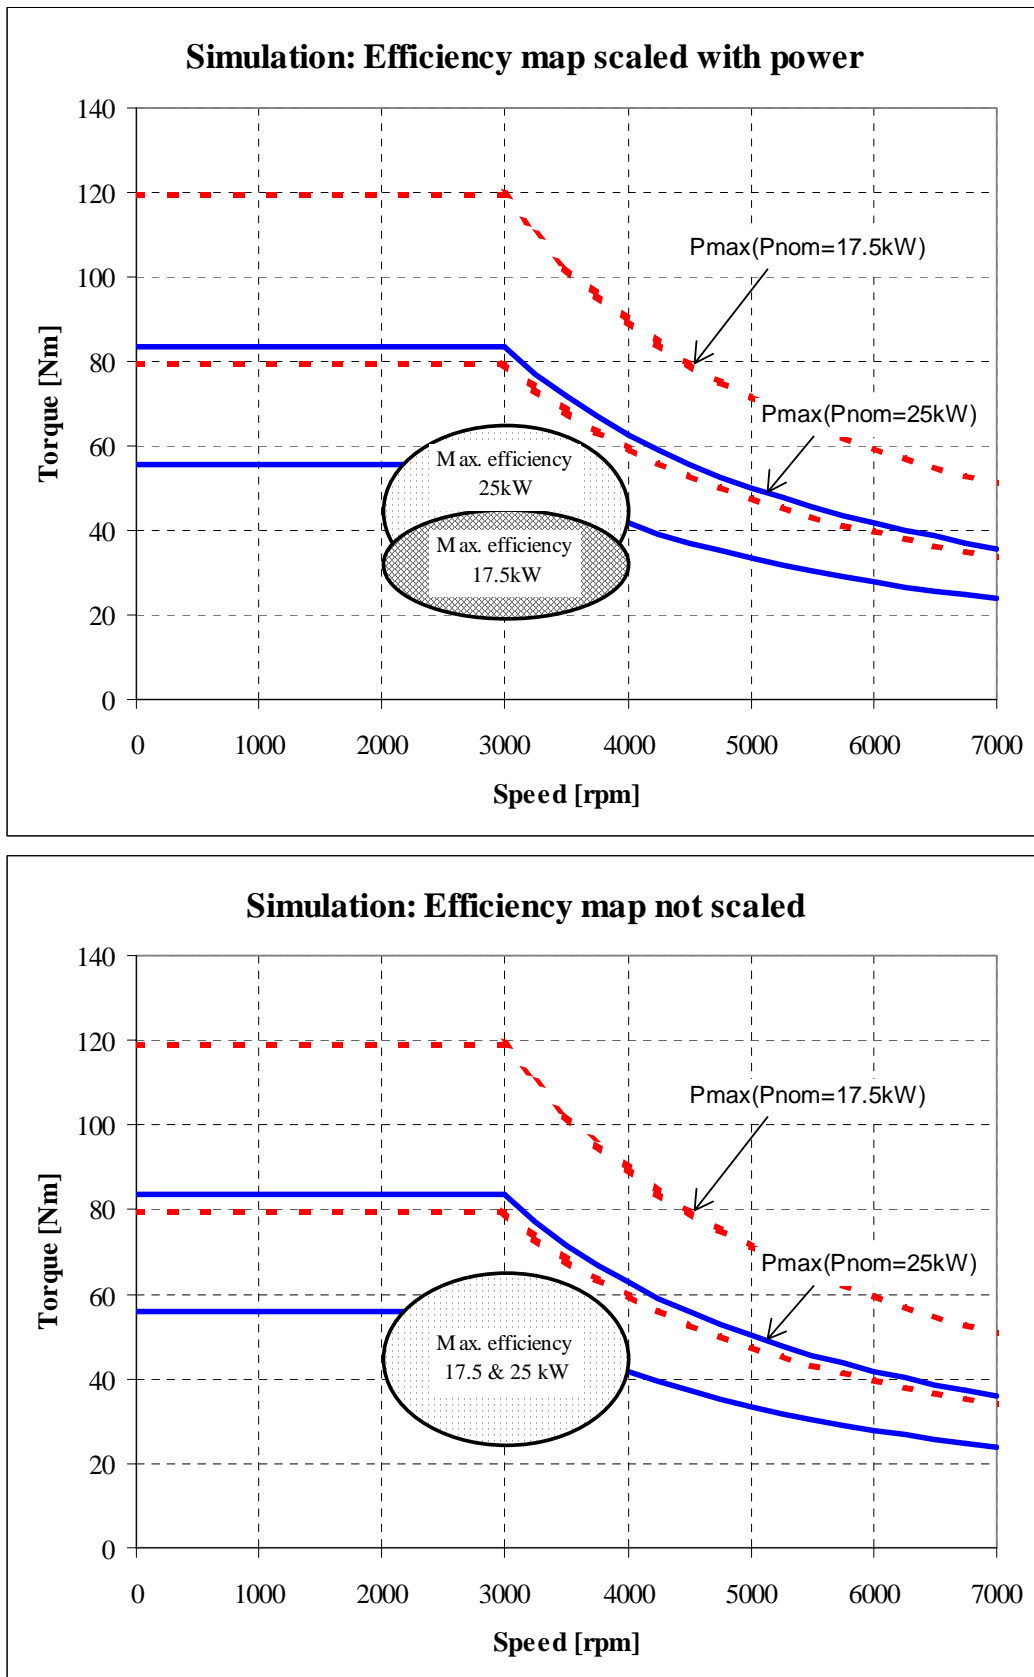 Simulation: Efficiency map scaled with power
140
120
100
80
60
40
20
0
Torque [Nm]
Pmax(Pnom=17.5kW)
Pmax(Pnom=25kW)
Max. efficiency
25kW
Max. efficiency
17.5kW
0 1000 2000 3000 4000 5000 6000 7000
Speed [rpm]
Simulation: Efficiency map not scaled
140
120
100
80
60
40
20
0
Torque [Nm]
Pmax(Pnom=17.5kW)
Pmax(Pnom=25kW)
Max. efficiency
17.5 & 25 kW
0 1000 2000 3000 4000 5000 6000 7000
Speed [rpm]